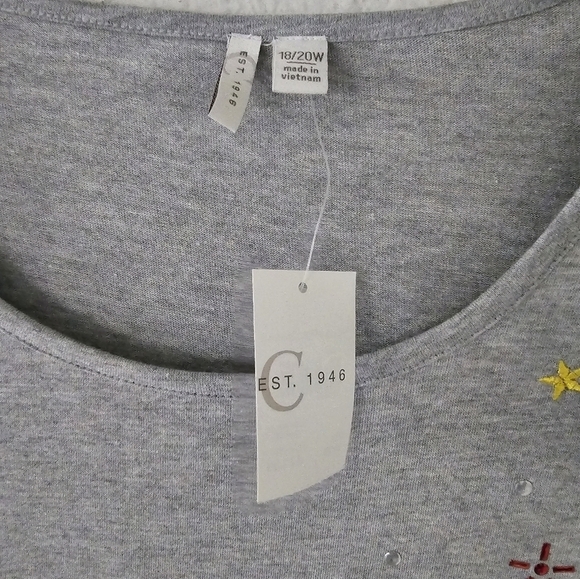 EST. 1946
18/20W
made in
vietnam
C
EST. 1946